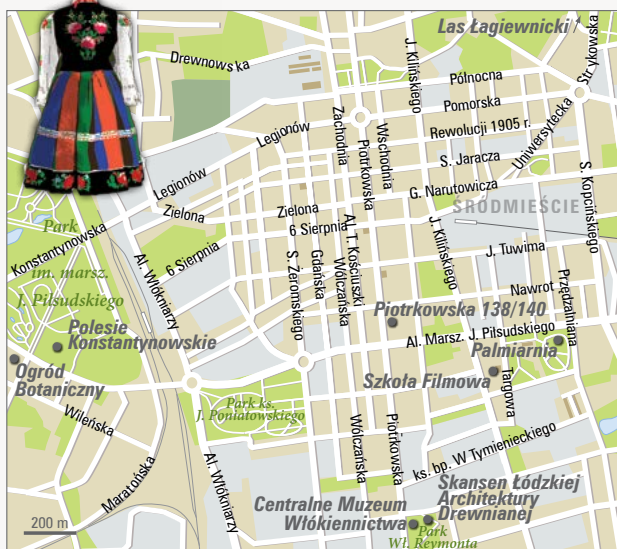 Las Łagiewnicki
Strykowska
Drewnowska
J. Kilińskiego
Północna
Pomorska
Zachodnia
Wschodnia
Rewolucji 1905 r.
Uniwersytecka
Legionów
Piotrkowska
S. Jaracza
Legionów
G. Narutowicza
S. Kopcińskiego
Zielona
Zielona
ŚRÓDMIEŚCIE
Park
im. marsz.
J. Piłsudskiego
Konstantynowska
6 Sierpnia
6 Sierpnia
Al. T. Kościuszki
J. Kilińskiego
J. Tuwima
Al. Włókniarzy
S. Żeromskiego
Gdańska
Wólczańska
Nawrot
Przędzalniana
Piotrkowska 138/140
Polesie
Konstantynowskie
Al. Marsz. J. Piłsudskiego
Palmiarnia
Ogród
Botaniczny
Szkoła Filmowa
Targowa
Park ks.
J. Poniatowskiego
Wileńska
Wólczańska
Piotrkowska
ks. bp. W Tymienieckiego
Maratońska
Al. Włókniarzy
Skansen Łódzkiej
Architektury
Drewnianej
Centralne Muzeum
Włókiennictwa
Park
Wł. Reymonta
200 m